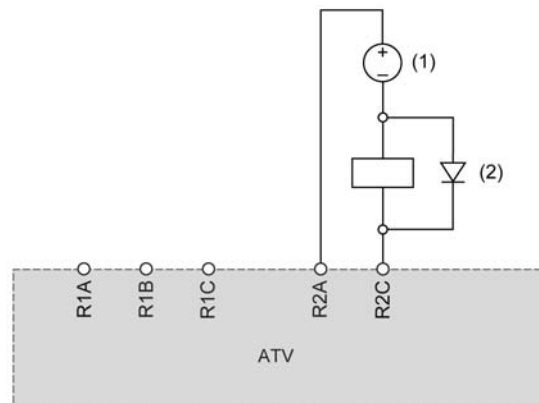 +
−
(1)
(2)
R1A
R1B
R1C
R2A
R2C
ATV